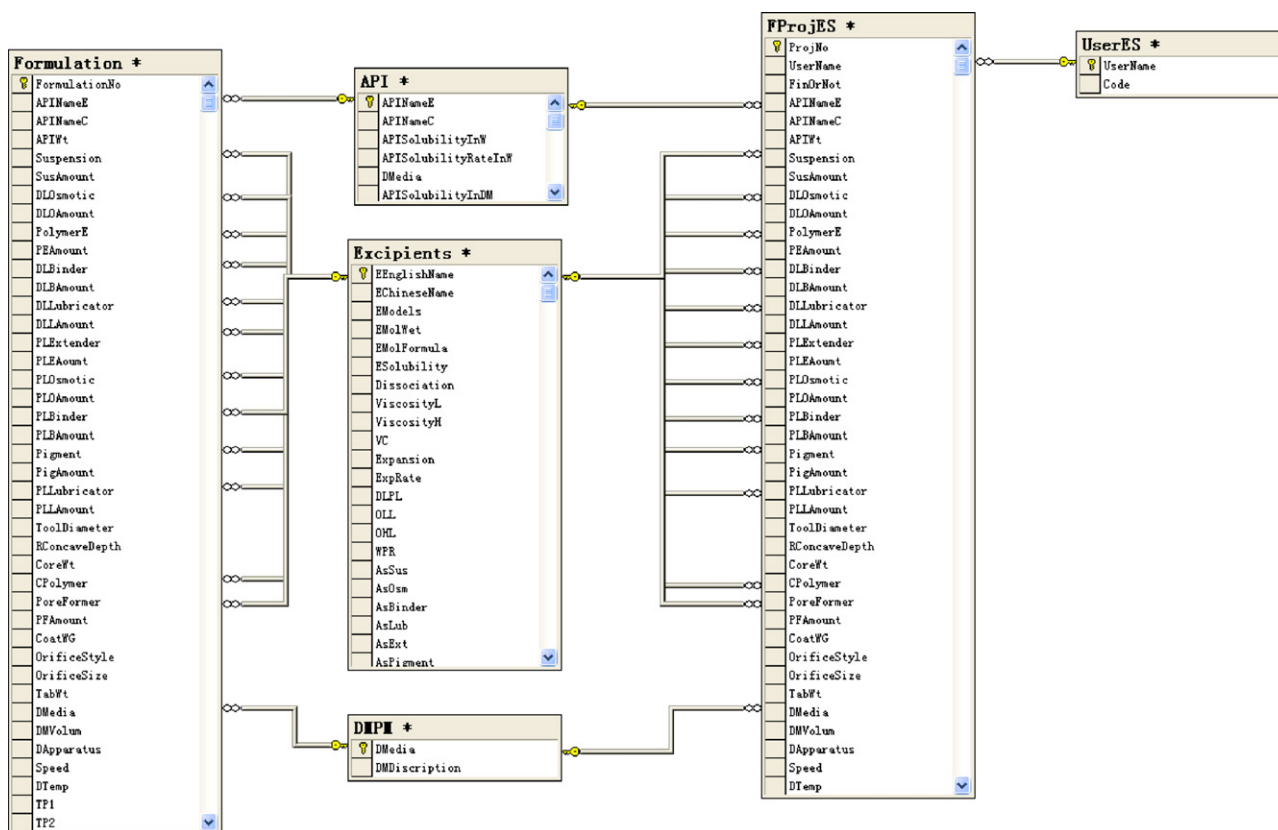 Formulation *
FormulationNo
APINameE
APINameC
APIWt
Suspension
SusAmount
DLOsmotic
DLOAmount
PolymerE
PEAmount
DLBinder
DLBAmount
DLLubricator
DLLAmount
PLExtender
PLEAount
PLOsmotic
PLOAmount
PLBinder
PLBAmount
Pigment
PigAmount
PLLubricator
PLLAmount
ToolDiameter
RConcaveDepth
CoreWt
CPolymer
PoreFormer
PFAmount
CoatWG
OrificeStyle
OrificeSize
TabWt
DMedia
DMVolum
DApparatus
Speed
DTemp
TP1
TP2
API *
APINameE
APINameC
APISolubilityInW
APISolubilityRateInW
DMedia
APISolubilityInDM
Excipients *
EEnglishName
EChineseName
EModels
EMolWet
EMolFormula
ESolubility
Dissociation
ViscosityL
ViscosityH
VC
Expansion
ExpRate
DLPL
OLL
OHL
WPR
AsSus
AsOsm
AsBinder
AsLub
AsExt
AsPigment
DMPM *
DMedia
DMDiscription
FProjES *
ProjNo
UserName
FinOrNot
APINameE
APINameC
APIWt
Suspension
SusAmount
DLOsmotic
DLOAmount
PolymerE
PEAmount
DLBinder
DLBAmount
DLLubricator
DLLAmount
PLExtender
PLEAount
PLOsmotic
PLOAmount
PLBinder
PLBAmount
Pigment
PigAmount
PLLubricator
PLLAmount
ToolDiameter
RConcaveDepth
CoreWt
CPolymer
PoreFormer
PFAmount
CoatWG
OrificeStyle
OrificeSize
TabWt
DMedia
DMVolum
DApparatus
Speed
DTemp
UserES *
UserName
Code